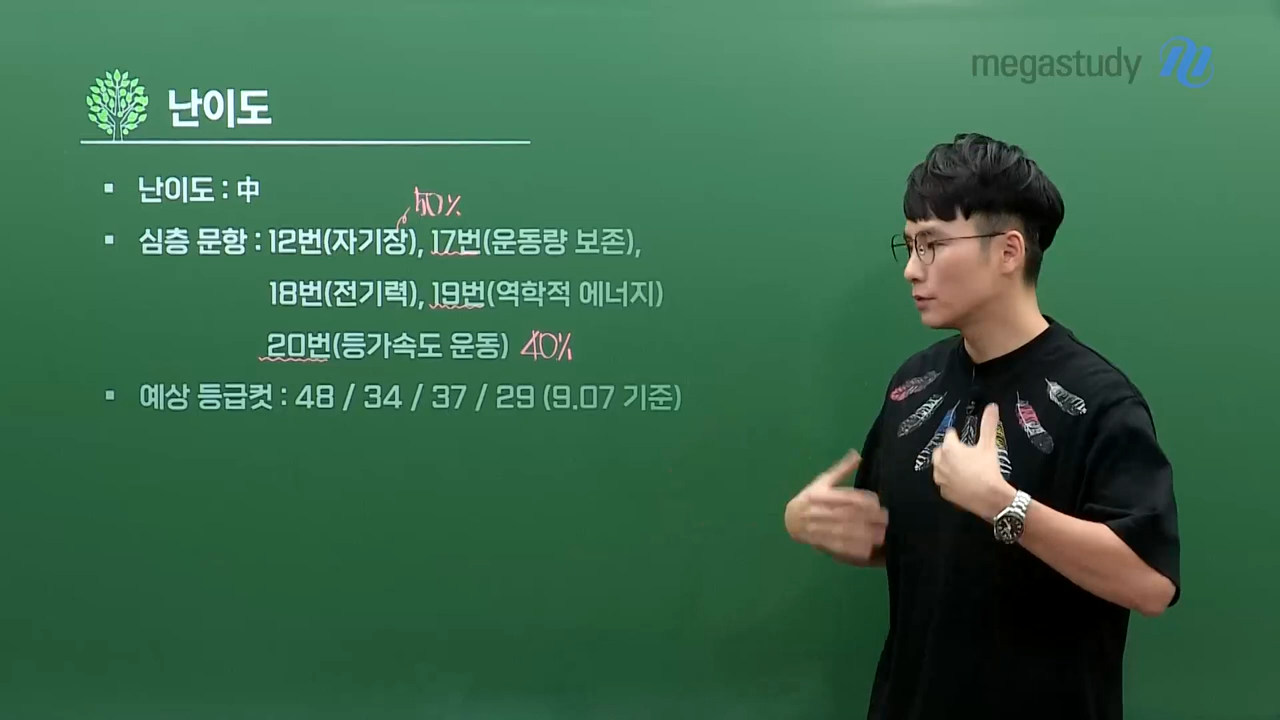 megastudy
난이도
▪ 난이도 : 中
50%
▪ 심층 문항 : 12번(자기장), 17번(운동량 보존),
18번(전기력), 19번(역학적 에너지)
20번(등가속도 운동) 40%
▪ 예상 등급컷 : 48 / 34 / 37 / 29 (9.07 기준)